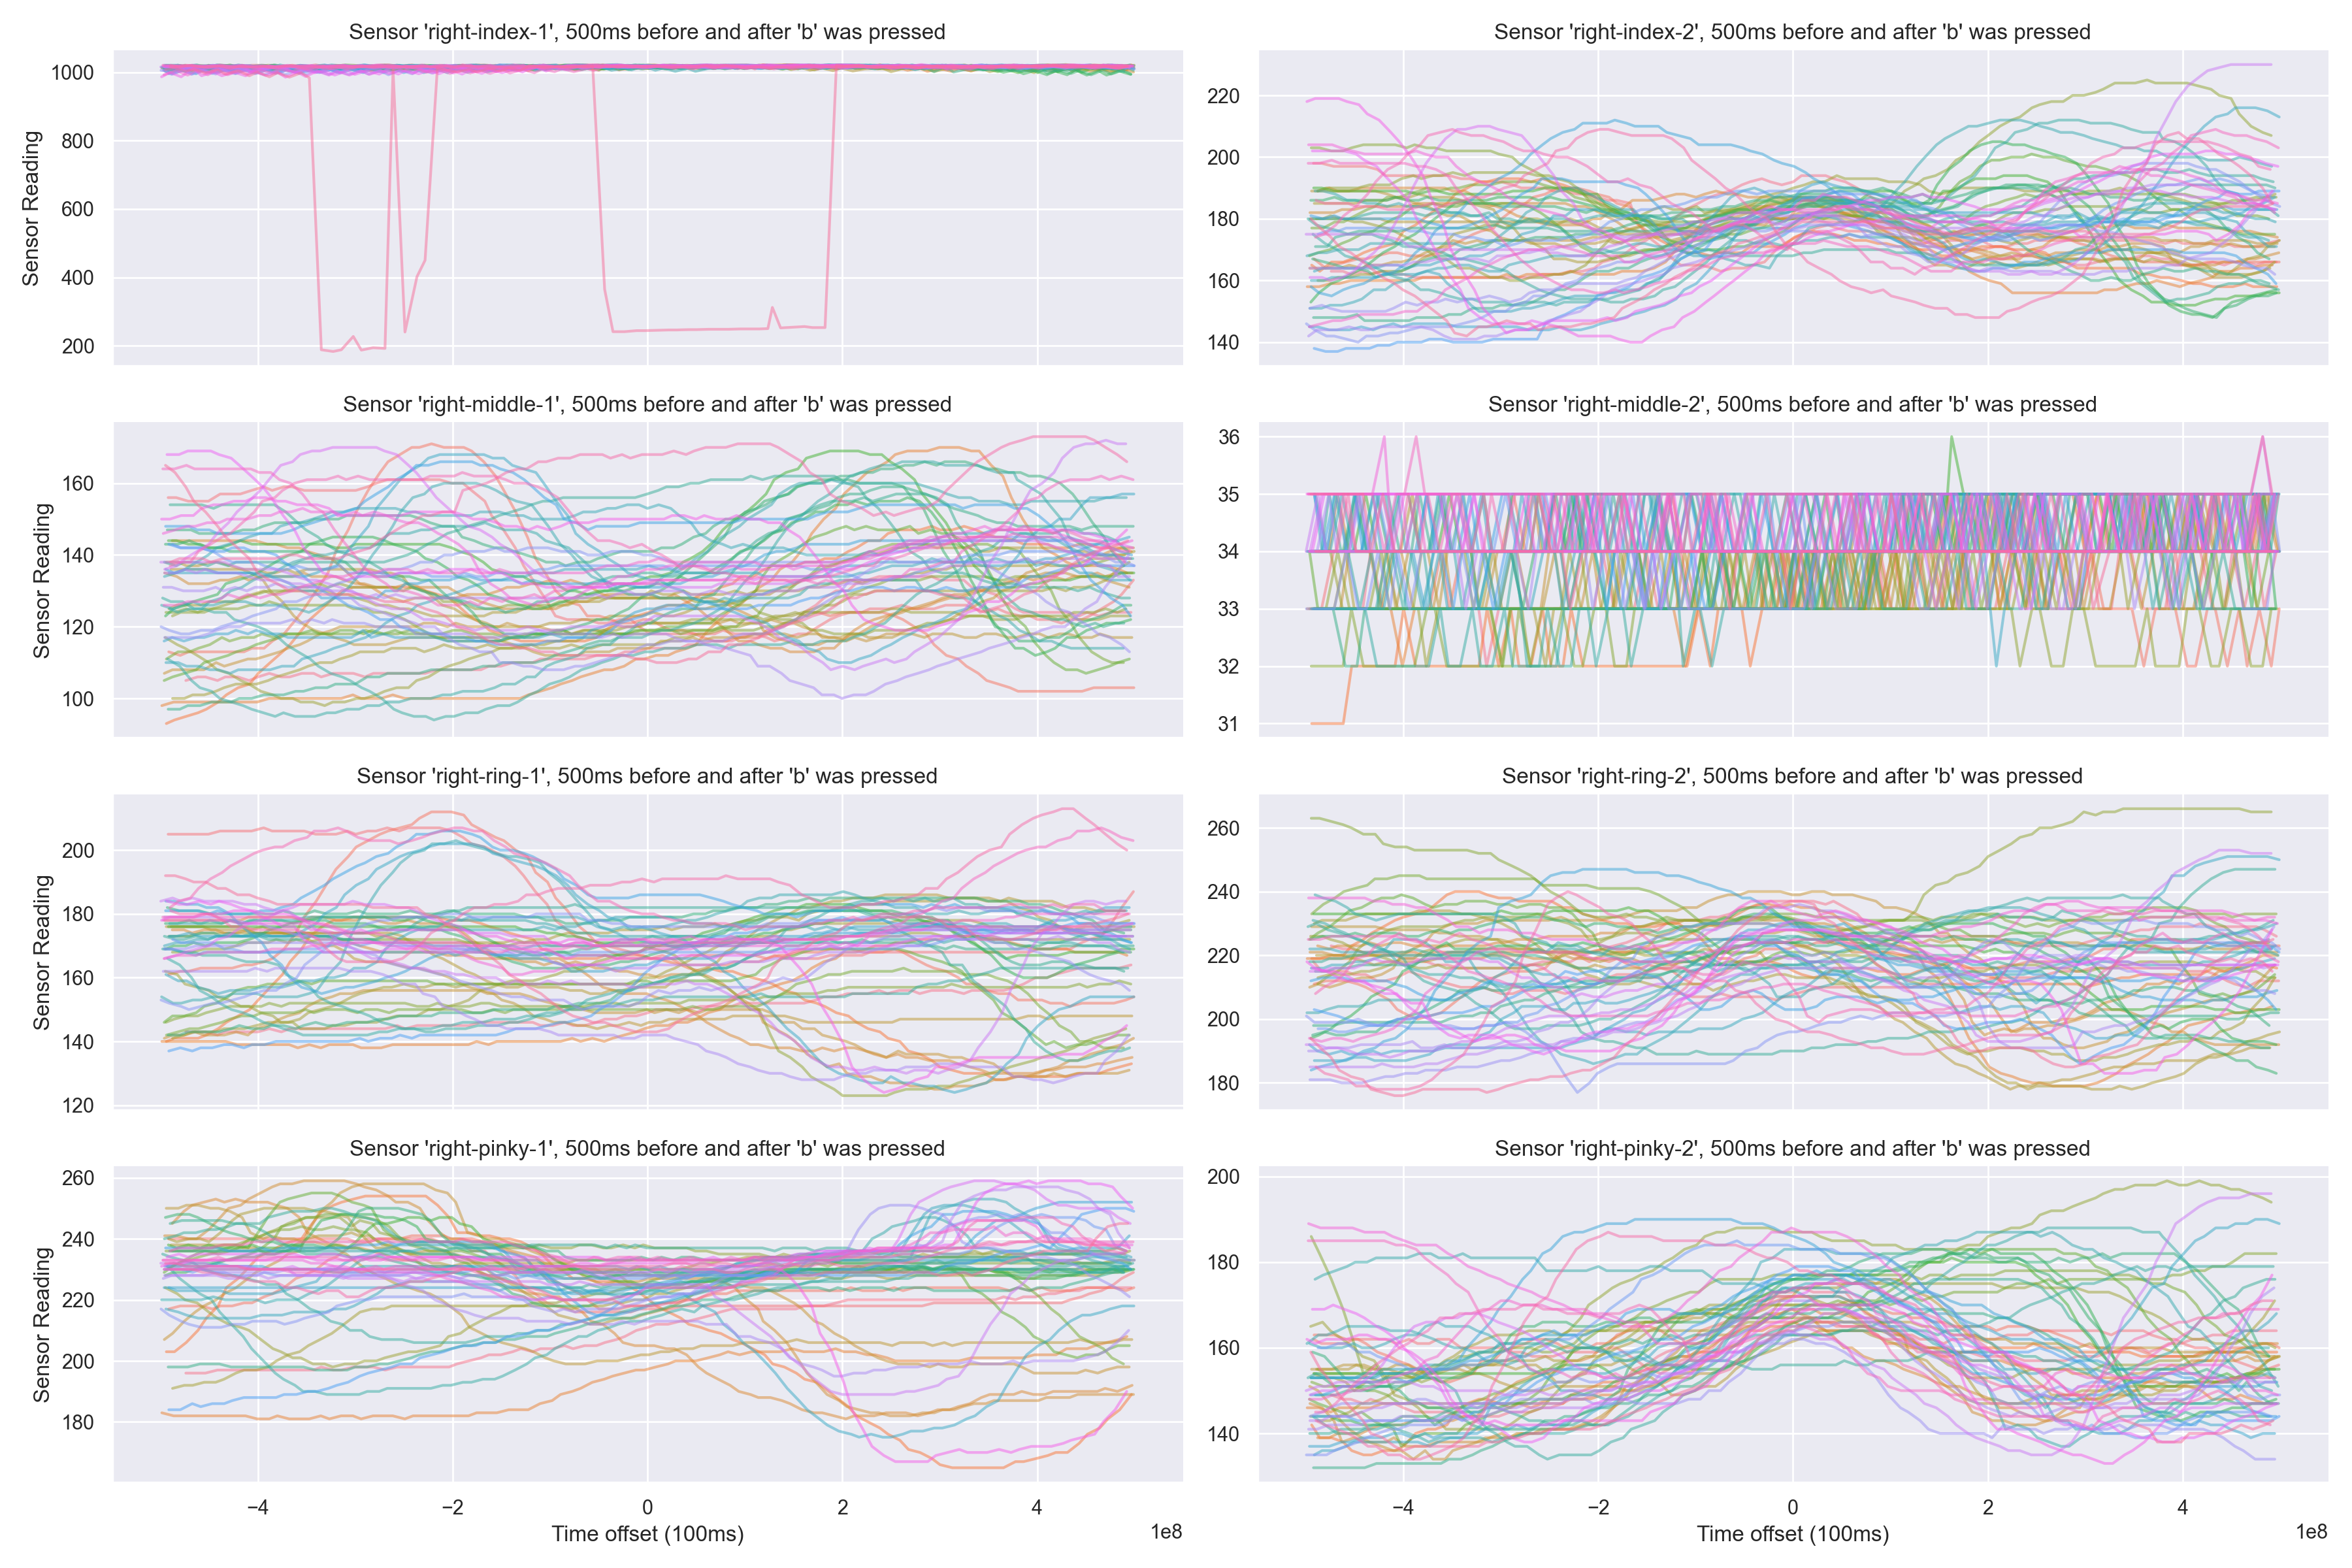 Sensor 'right-index-1', 500ms before and after 'b' was pressed
Sensor 'right-index-2', 500ms before and after 'b' was pressed
Sensor Reading
1000
800
600
400
200
220
200
180
160
140
Sensor 'right-middle-1', 500ms before and after 'b' was pressed
Sensor 'right-middle-2', 500ms before and after 'b' was pressed
Sensor Reading
160
140
120
100
36
35
34
33
32
31
Sensor 'right-ring-1', 500ms before and after 'b' was pressed
Sensor 'right-ring-2', 500ms before and after 'b' was pressed
Sensor Reading
200
180
160
140
120
260
240
220
200
180
Sensor 'right-pinky-1', 500ms before and after 'b' was pressed
Sensor 'right-pinky-2', 500ms before and after 'b' was pressed
Sensor Reading
260
240
220
200
180
200
180
160
140
−4 −2 0 2 4
Time offset (100ms)
1e8
−4 −2 0 2 4
Time offset (100ms)
1e8